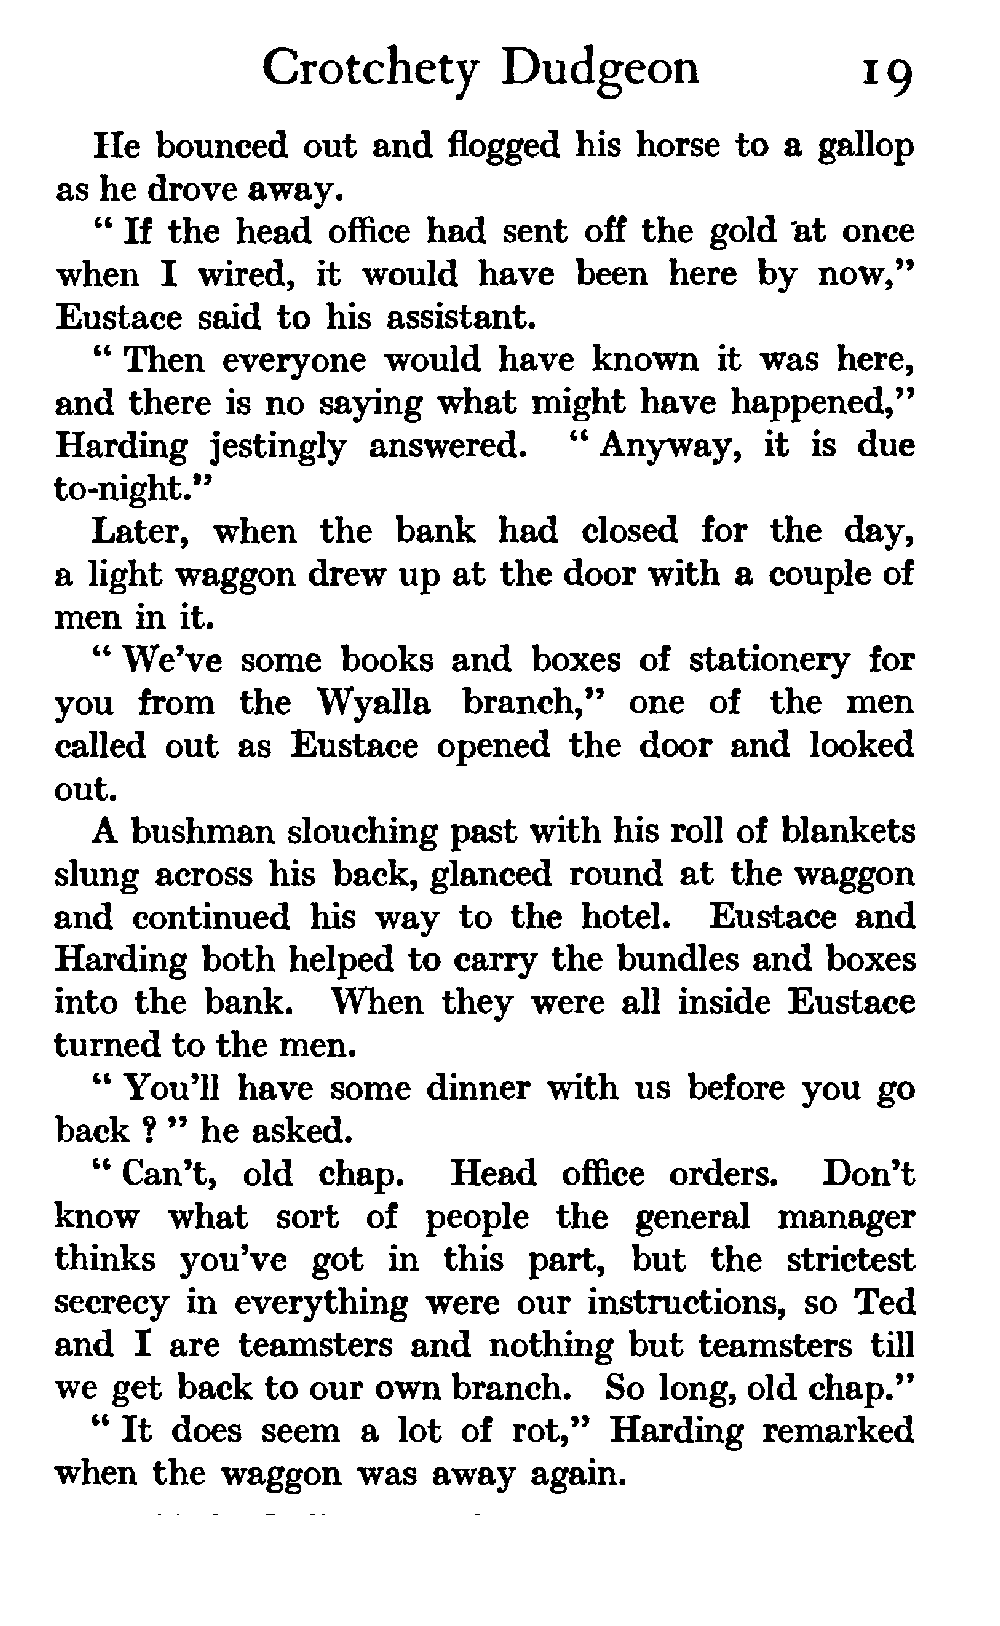 Crotchety Dudgeon 19
He bounced out and flogged his horse to a gallop
as he drove away.
“ If the head office had sent off the gold at once
when I wired, it would have been here by now,”
Eustace said to his assistant.
“ Then everyone would have known it was here,
and there is no saying what might have happened,”
Harding jestingly answered. “ Anyway, it is due
to-night.”
Later, when the bank had closed for the day,
a light waggon drew up at the door with a couple of
men in it.
“ We’ve some books and boxes of stationery for
you from the Wyalla branch,” one of the men
called out as Eustace opened the door and looked
out.
A bushman slouching past with his roll of blankets
slung across his back, glanced round at the waggon
and continued his way to the hotel. Eustace and
Harding both helped to carry the bundles and boxes
into the bank. When they were all inside Eustace
turned to the men.
“ You’ll have some dinner with us before you go
back ? ” he asked.
“ Can’t, old chap. Head office orders. Don’t
know what sort of people the general manager
thinks you’ve got in this part, but the strictest
secrecy in everything were our instructions, so Ted
and I are teamsters and nothing but teamsters till
we get back to our own branch. So long, old chap.”
“ It does seem a lot of rot,” Harding remarked
when the waggon was away again.